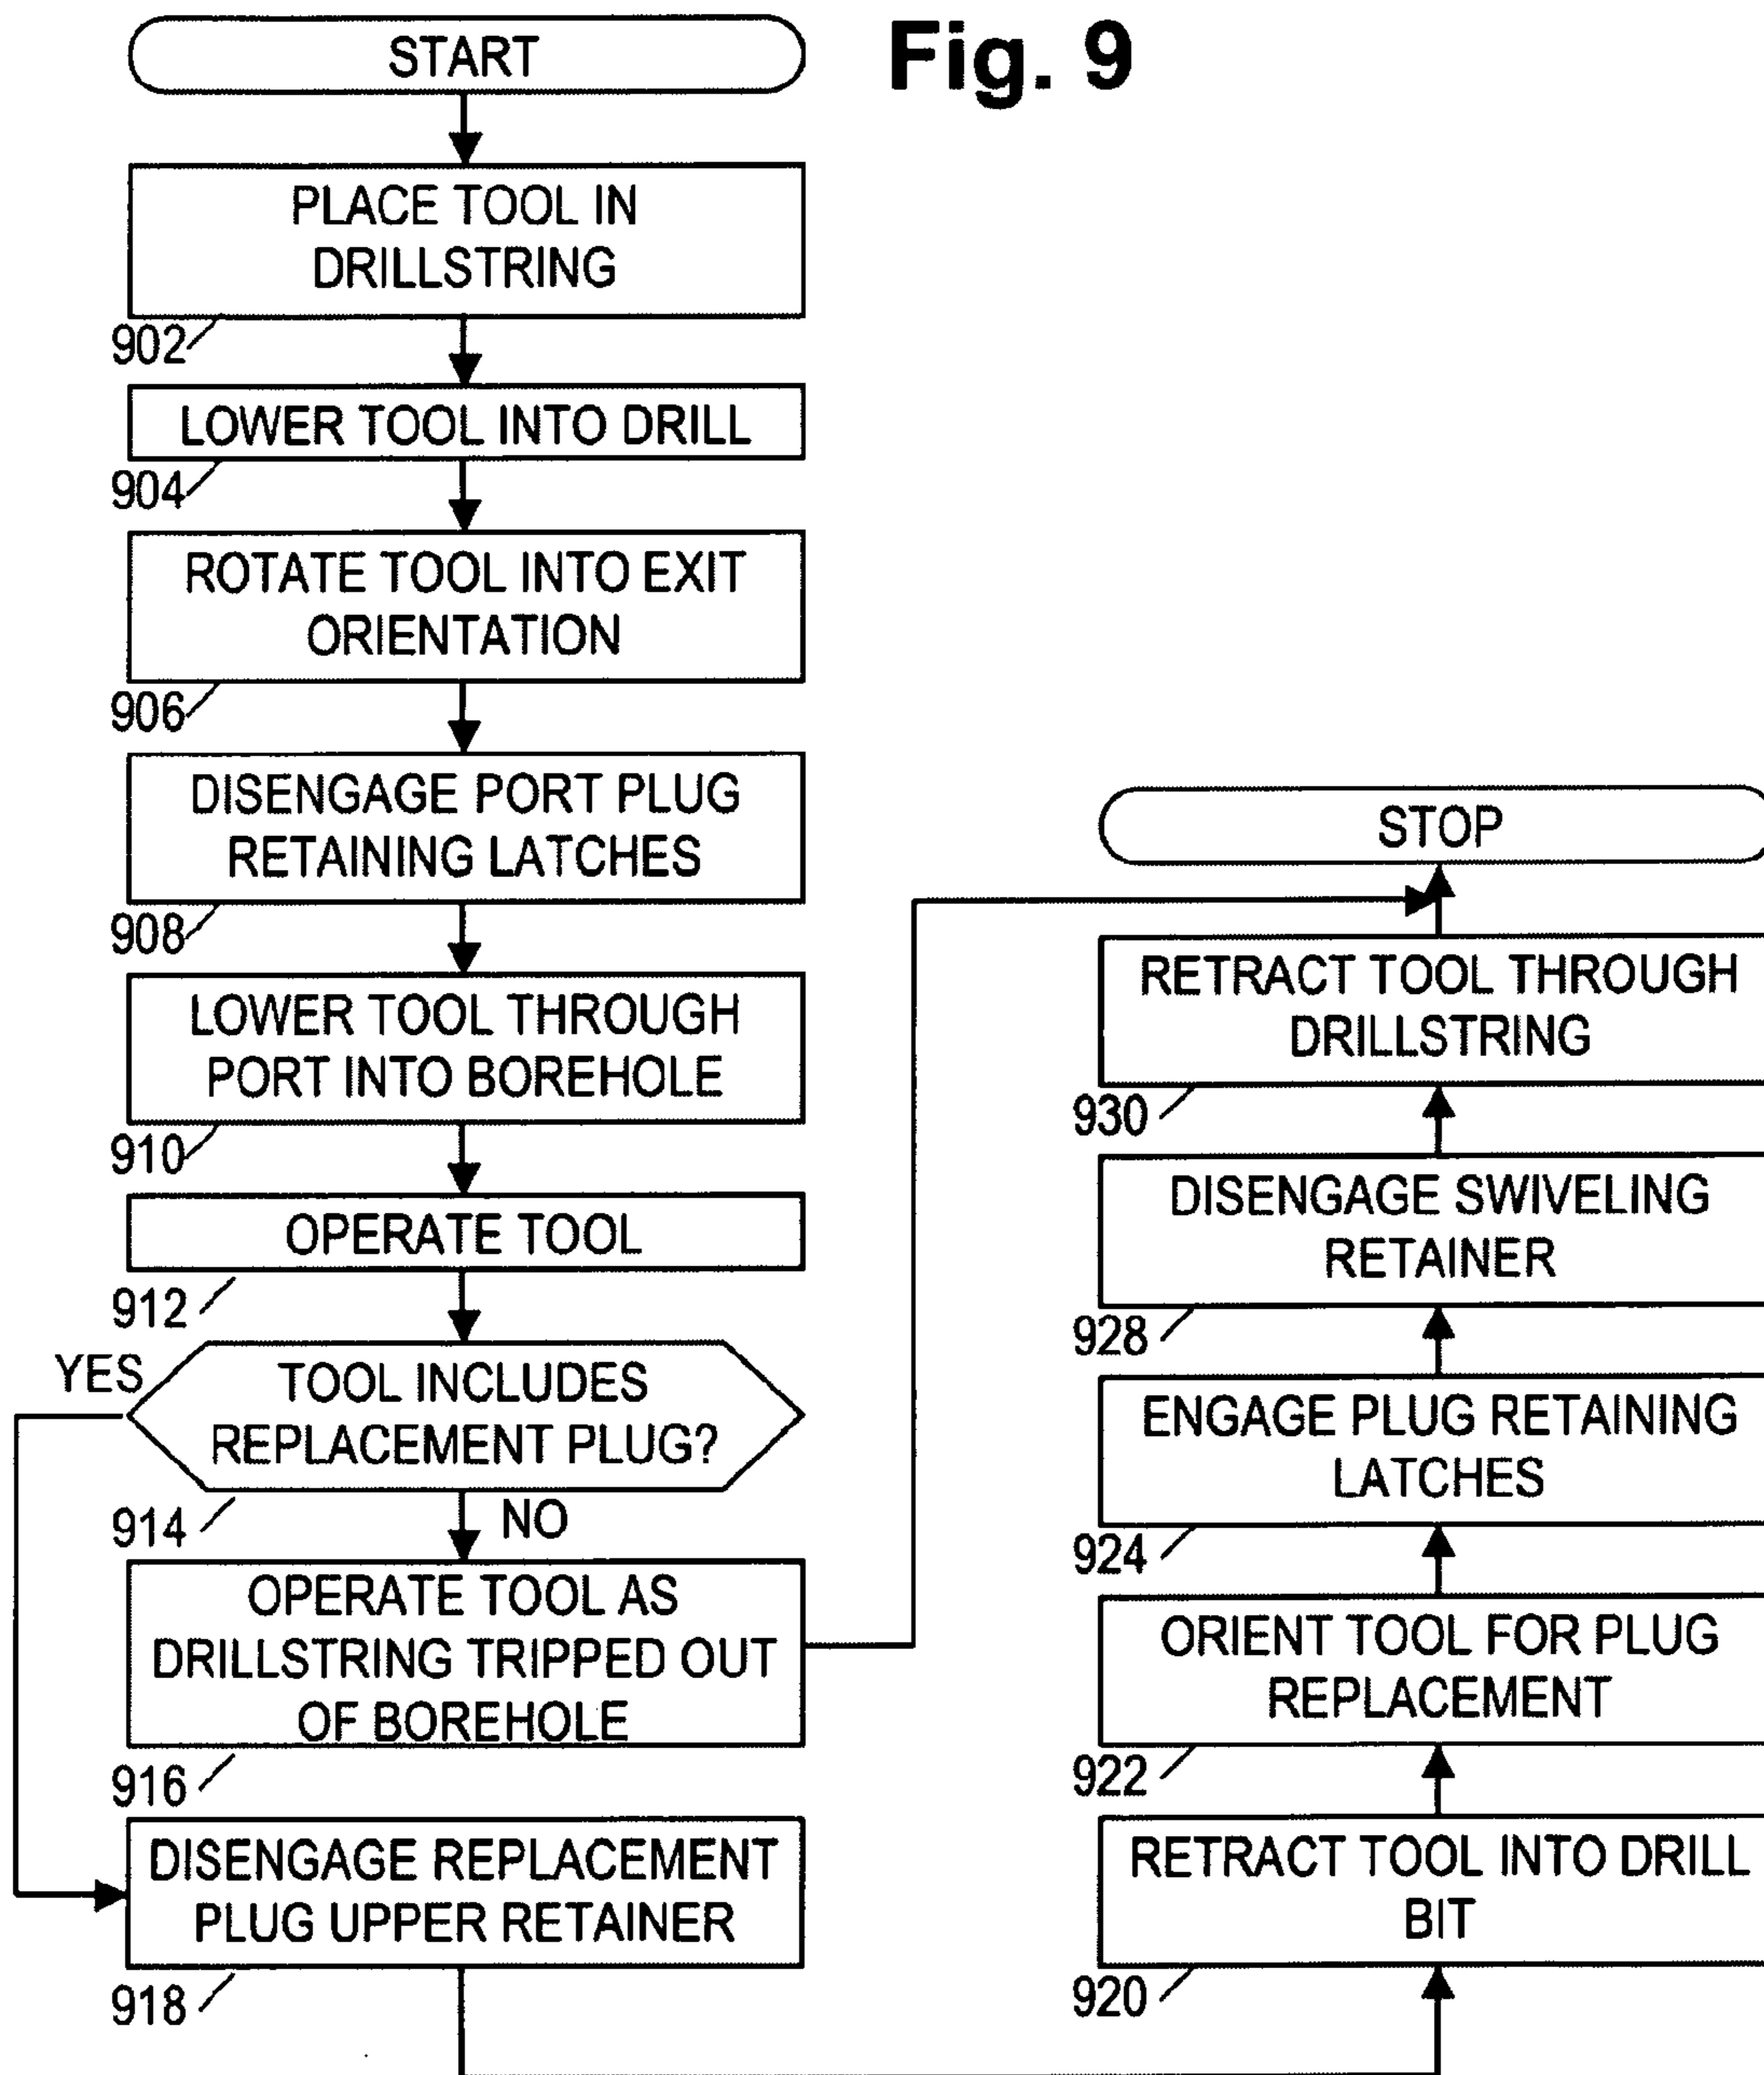 Fig. 9
START
PLACE TOOL IN
DRILLSTRING
902
LOWER TOOL INTO DRILL
904
ROTATE TOOL INTO EXIT
ORIENTATION
906
DISENGAGE PORT PLUG
RETAINING LATCHES
908
LOWER TOOL THROUGH
PORT INTO BOREHOLE
910
OPERATE TOOL
912
YES
TOOL INCLUDES
REPLACEMENT PLUG?
914
NO
OPERATE TOOL AS
DRILLSTRING TRIPPED OUT
OF BOREHOLE
916
DISENGAGE REPLACEMENT
PLUG UPPER RETAINER
918
STOP
RETRACT TOOL THROUGH
DRILLSTRING
930
DISENGAGE SWIVELING
RETAINER
928
ENGAGE PLUG RETAINING
LATCHES
924
ORIENT TOOL FOR PLUG
REPLACEMENT
922
RETRACT TOOL INTO DRILL
BIT
920